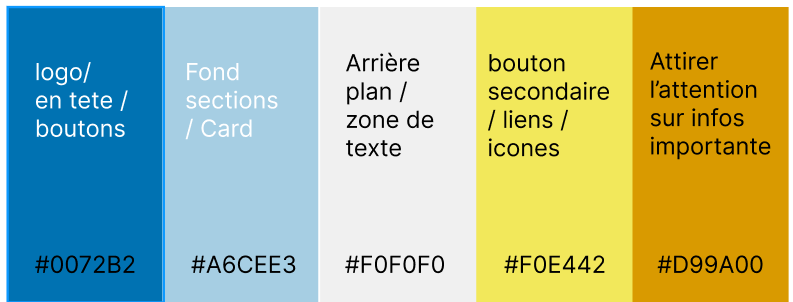 logo/
en tete /
boutons
#0072B2
Fond
sections
/ Card
#A6CEE3
Arrière
plan /
zone de
texte
#F0F0F0
bouton
secondaire
/ liens /
icones
#F0E442
Attirer
l’attention
sur infos
importante
#D99A00